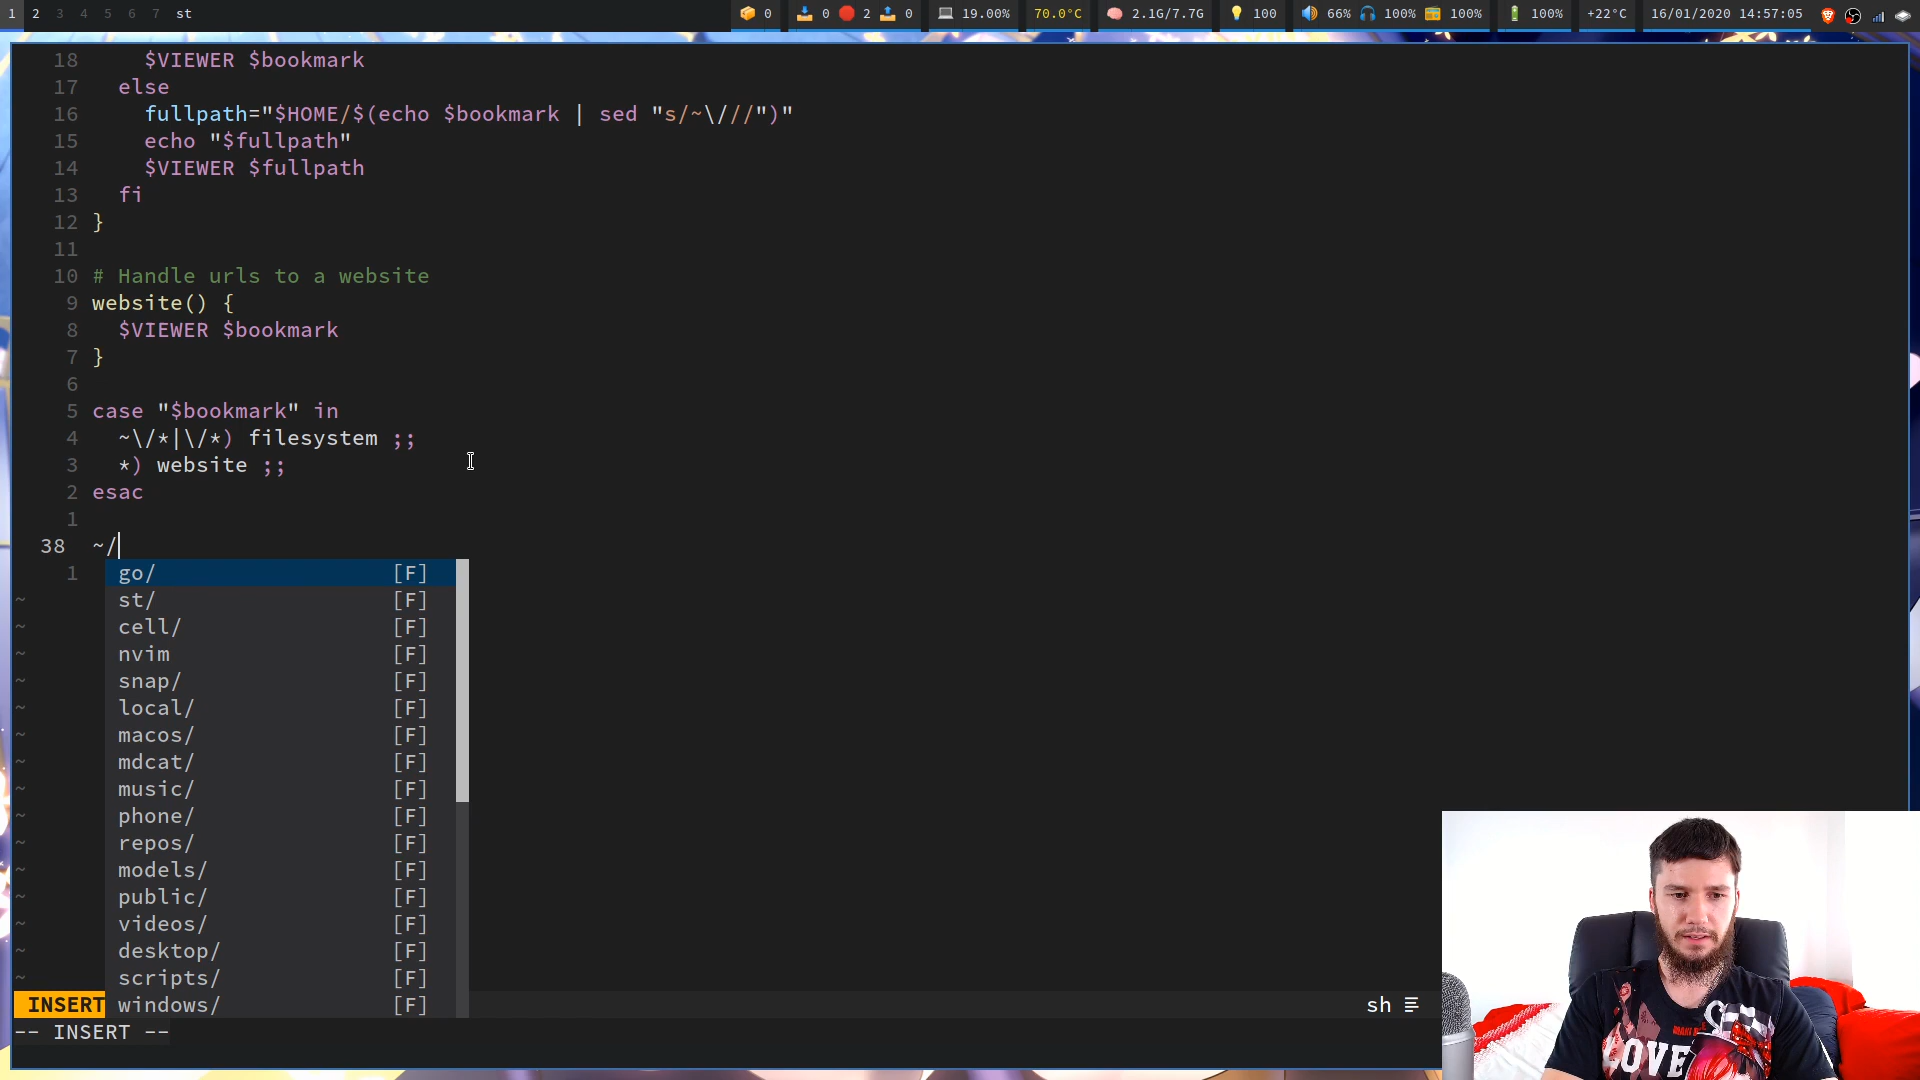 1 2 3 4 5 6 7 st 0 0 2 0 19.00% 70.0°C 2.1G/7.7G 100 66% 100% 100% 100% +22°C 16/01/2020 14:57:05
18 $VIEWER $bookmark
17 else
16 fullpath="$HOME/$(echo $bookmark | sed "s/~\///")"
15 echo "$fullpath"
14 $VIEWER $fullpath
13 fi
12 }
11
10 # Handle urls to a website
9 website() {
8 $VIEWER $bookmark
7 }
6
5 case "$bookmark" in
4 ~\/*|\/*) filesystem ;;
3 *) website ;;
2 esac
1
38 ~/
1 go/ [F]
~ st/ [F]
~ cell/ [F]
~ nvim [F]
~ snap/ [F]
~ local/ [F]
~ macos/ [F]
~ mdcat/ [F]
~ music/ [F]
~ phone/ [F]
~ repos/ [F]
~ models/ [F]
~ public/ [F]
~ videos/ [F]
~ desktop/ [F]
~ scripts/ [F]
INSERT windows/ [F] sh
-- INSERT --
LOVE